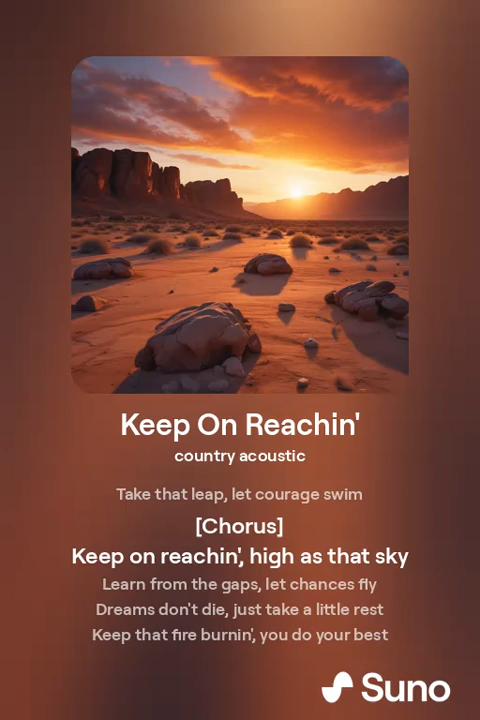 Keep On Reachin'
country acoustic
Take that leap, let courage swim
[Chorus]
Keep on reachin', high as that sky
Learn from the gaps, let chances fly
Dreams don't die, just take a little rest
Keep that fire burnin', you do your best
Suno